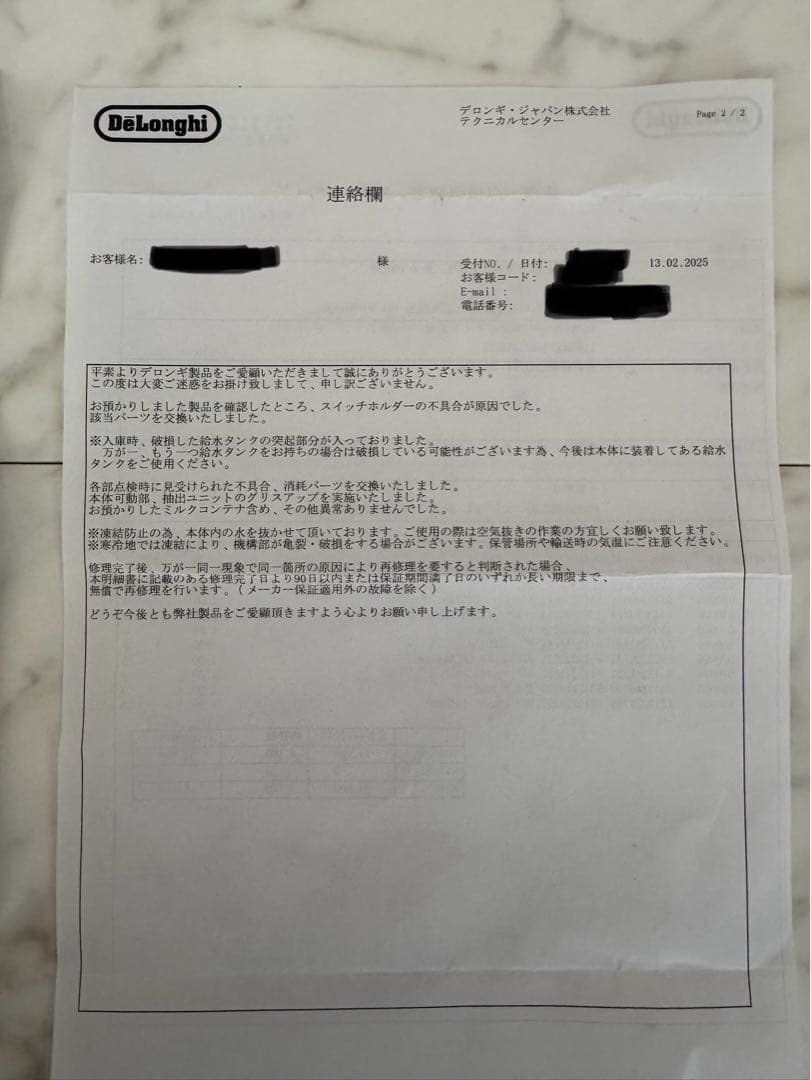 DeLonghi
デロンギ・ジャパン株式会社
テクニカルセンター
Page 2 / 2
連絡欄
お客様名:
様
受付NO. / 日付:
13.02.2025
お客様コード:
E-mail :
電話番号:
平素よりデロンギ製品をご愛顧いただきまして誠にありがとうございます。
この度は大変ご迷惑をお掛け致しまして、申し訳ございません。
お預かりしました製品を確認したところ、スイッチホルダーの不具合が原因でした。
該当パーツを交換いたしました。
※入庫時、破損した給水タンクの突起部分が入っておりました。
万が一、もう一つ給水タンクをお持ちの場合は破損している可能性がございます為、今後は本体に装着してある給水
タンクをご使用ください。
各部点検時に見受けられた不具合、消耗パーツを交換いたしました。
本体可動部、抽出ユニットのグリスアップを実施いたしました。
お預かりしたミルクコンテナ含め、その他異常ありませんでした。
※凍結防止の為、本体内の水を抜かせて頂いております。ご使用の際は空気抜きの作業の方宜しくお願い致します。
※寒冷地では凍結により、機構部が亀裂・破損をする場合がございます。保管場所や輸送時の気温にご注意ください。
修理完了後、万が一同一現象で同一箇所の原因により再修理を要すると判断された場合、
本明細書に記載のある修理完了日より90日以内または保証期間満了日のいずれか長い期限まで、
無償で再修理を行います。(メーカー保証適用外の故障を除く)
どうぞ今後とも弊社製品をご愛顧頂きますよう心よりお願い申し上げます。